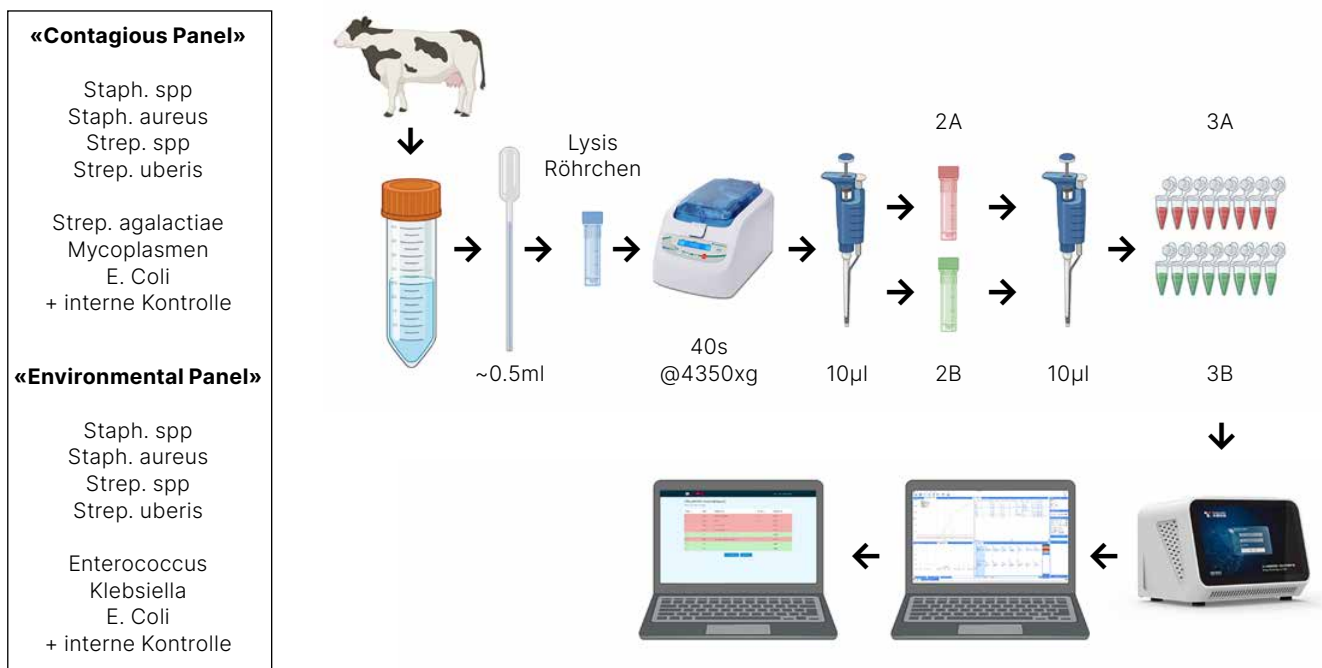 «Contagious Panel»
Staph. spp
Staph. aureus
Strep. spp
Strep. uberis
Strep. agalactiae
Mycoplasmen
E. Coli
+ interne Kontrolle
«Environmental Panel»
Staph. spp
Staph. aureus
Strep. spp
Strep. uberis
Enterococcus
Klebsiella
E. Coli
+ interne Kontrolle
Lysis
Röhrchen
2A
3A
~0.5ml
40s
@4350xg
10µl
2B
10µl
3B